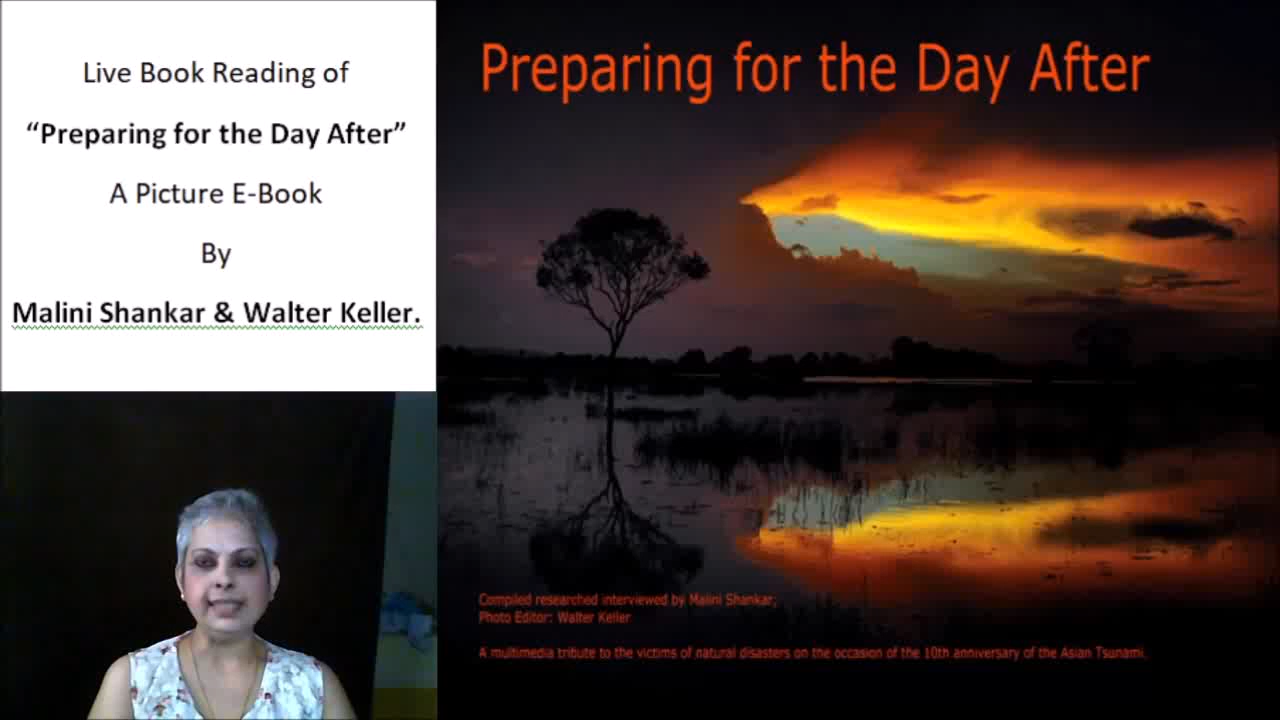 Live Book Reading of
“Preparing for the Day After”
A Picture E-Book
By
Malini Shankar & Walter Keller.
Preparing for the Day After
Compiled researched interviewed by Malini Shankar;
Photo Editor: Walter Keller
A multimedia tribute to the victims of natural disasters on the occasion of the 10th anniversary of the Asian Tsunami.